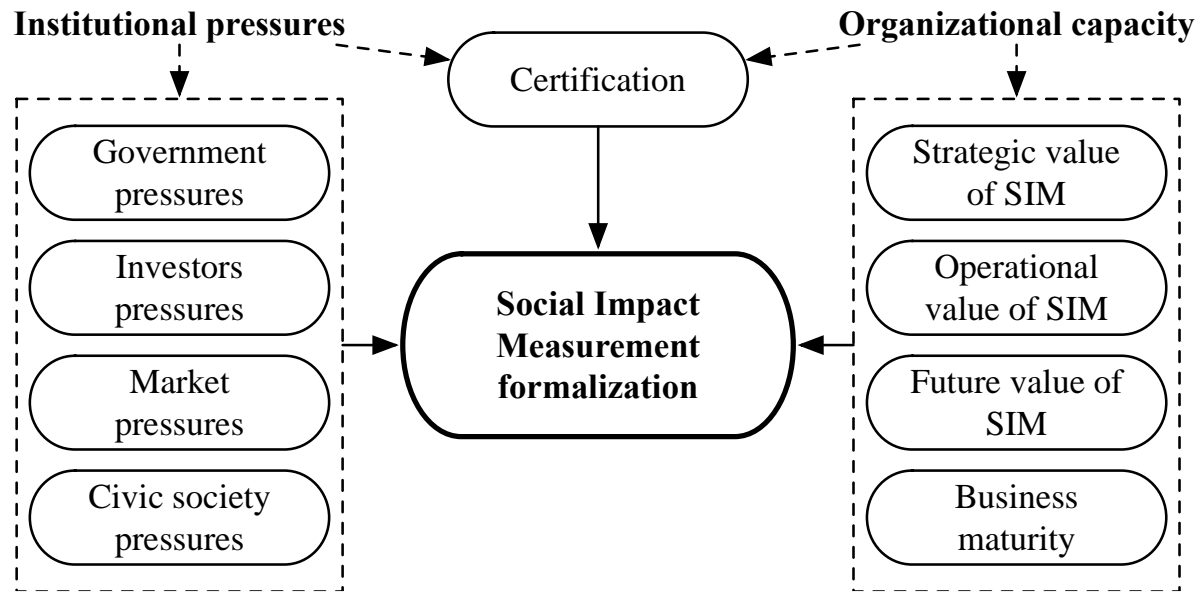 Institutional pressures
Organizational capacity
Certification
Government
pressures
Investors
pressures
Market
pressures
Civic society
pressures
Social Impact
Measurement
formalization
Strategic value
of SIM
Operational
value of SIM
Future value of
SIM
Business
maturity